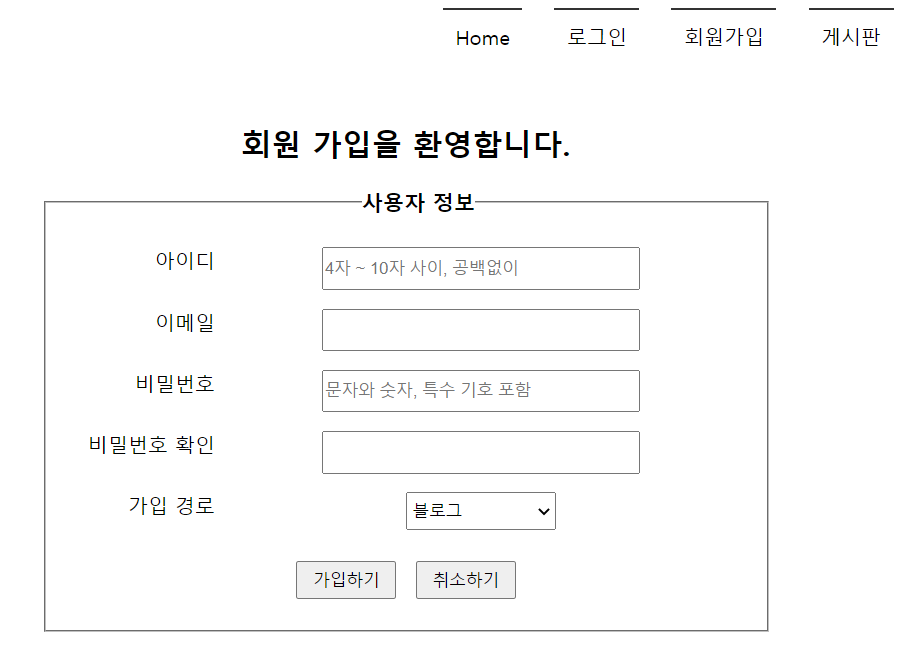 Home 로그인 회원가입 게시판
회원 가입을 환영합니다.
사용자 정보
아이디 4자 ~ 10자 사이, 공백없이
이메일
비밀번호 문자와 숫자, 특수 기호 포함
비밀번호 확인
가입 경로 블로그
가입하기 취소하기